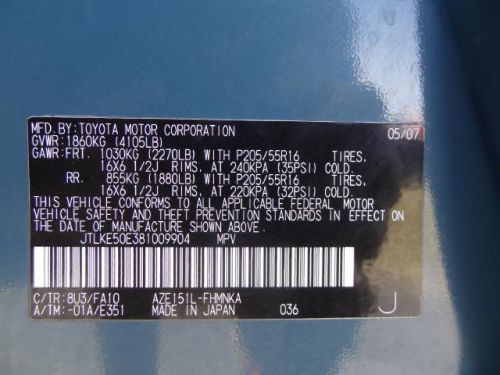 MFD. BY: TOYOTA MOTOR CORPORATION 05/07
GVWR: 1860KG (4105LB)
GAWR: FRT. 1030KG (2270LB) WITH P205/55R16 TIRES,
16X6 1/2J RIMS, AT 240KPA (35PSI) COLD.
RR. 855KG (1880LB) WITH P205/55R16 TIRES,
16X6 1/2J RIMS, AT 220KPA (32PSI) COLD.
THIS VEHICLE CONFORMS TO ALL APPLICABLE FEDERAL MOTOR
VEHICLE SAFETY AND THEFT PREVENTION STANDARDS IN EFFECT ON
THE DATE OF MANUFACTURE SHOWN ABOVE.
JTLKE50E381009904 MPV
C/TR: 8U3/FA10 AZE151L-FHMNKA
A/TM: -01A/E351 MADE IN JAPAN 036 J